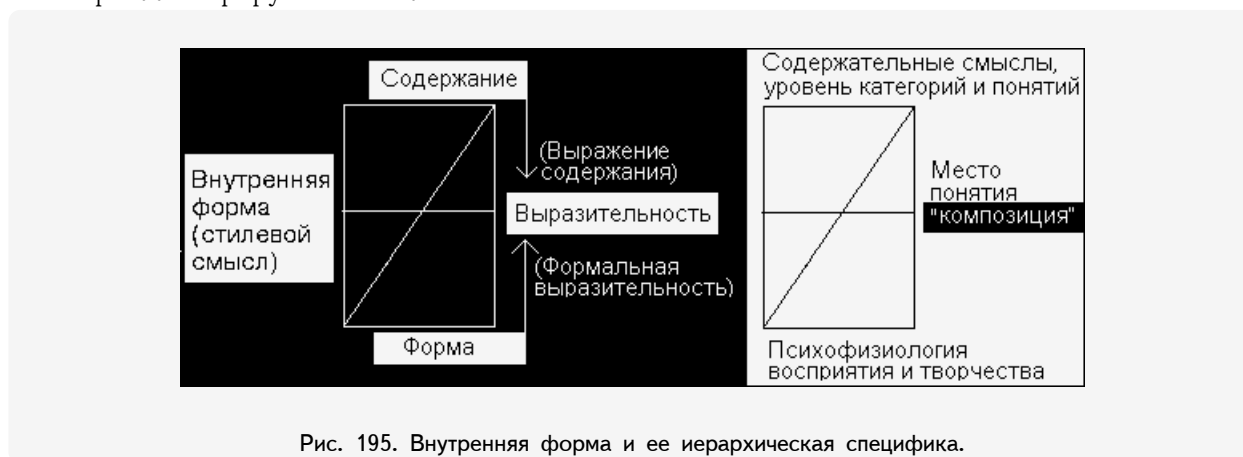 Содержание
(Выражение
содержания)
Внутренняя
форма
(стилевой
смысл)
Выразительность
(Формальная
выразительность)
Форма
Содержательные смыслы,
уровень категорий и понятий
Место
понятия
"композиция"
Психофизиология
восприятия и творчества
Рис. 195. Внутренняя форма и ее иерархическая специфика.